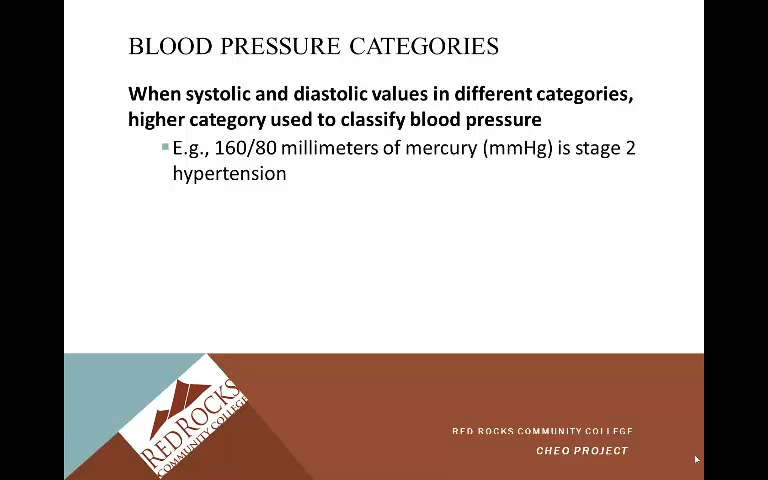 BLOOD PRESSURE CATEGORIES
When systolic and diastolic values in different categories,
higher category used to classify blood pressure
E.g., 160/80 millimeters of mercury (mmHg) is stage 2
hypertension
RED ROCKS
COMMUNITY COLLEGE
RED ROCKS COMMUNITY COLLEGE
CHEO PROJECT